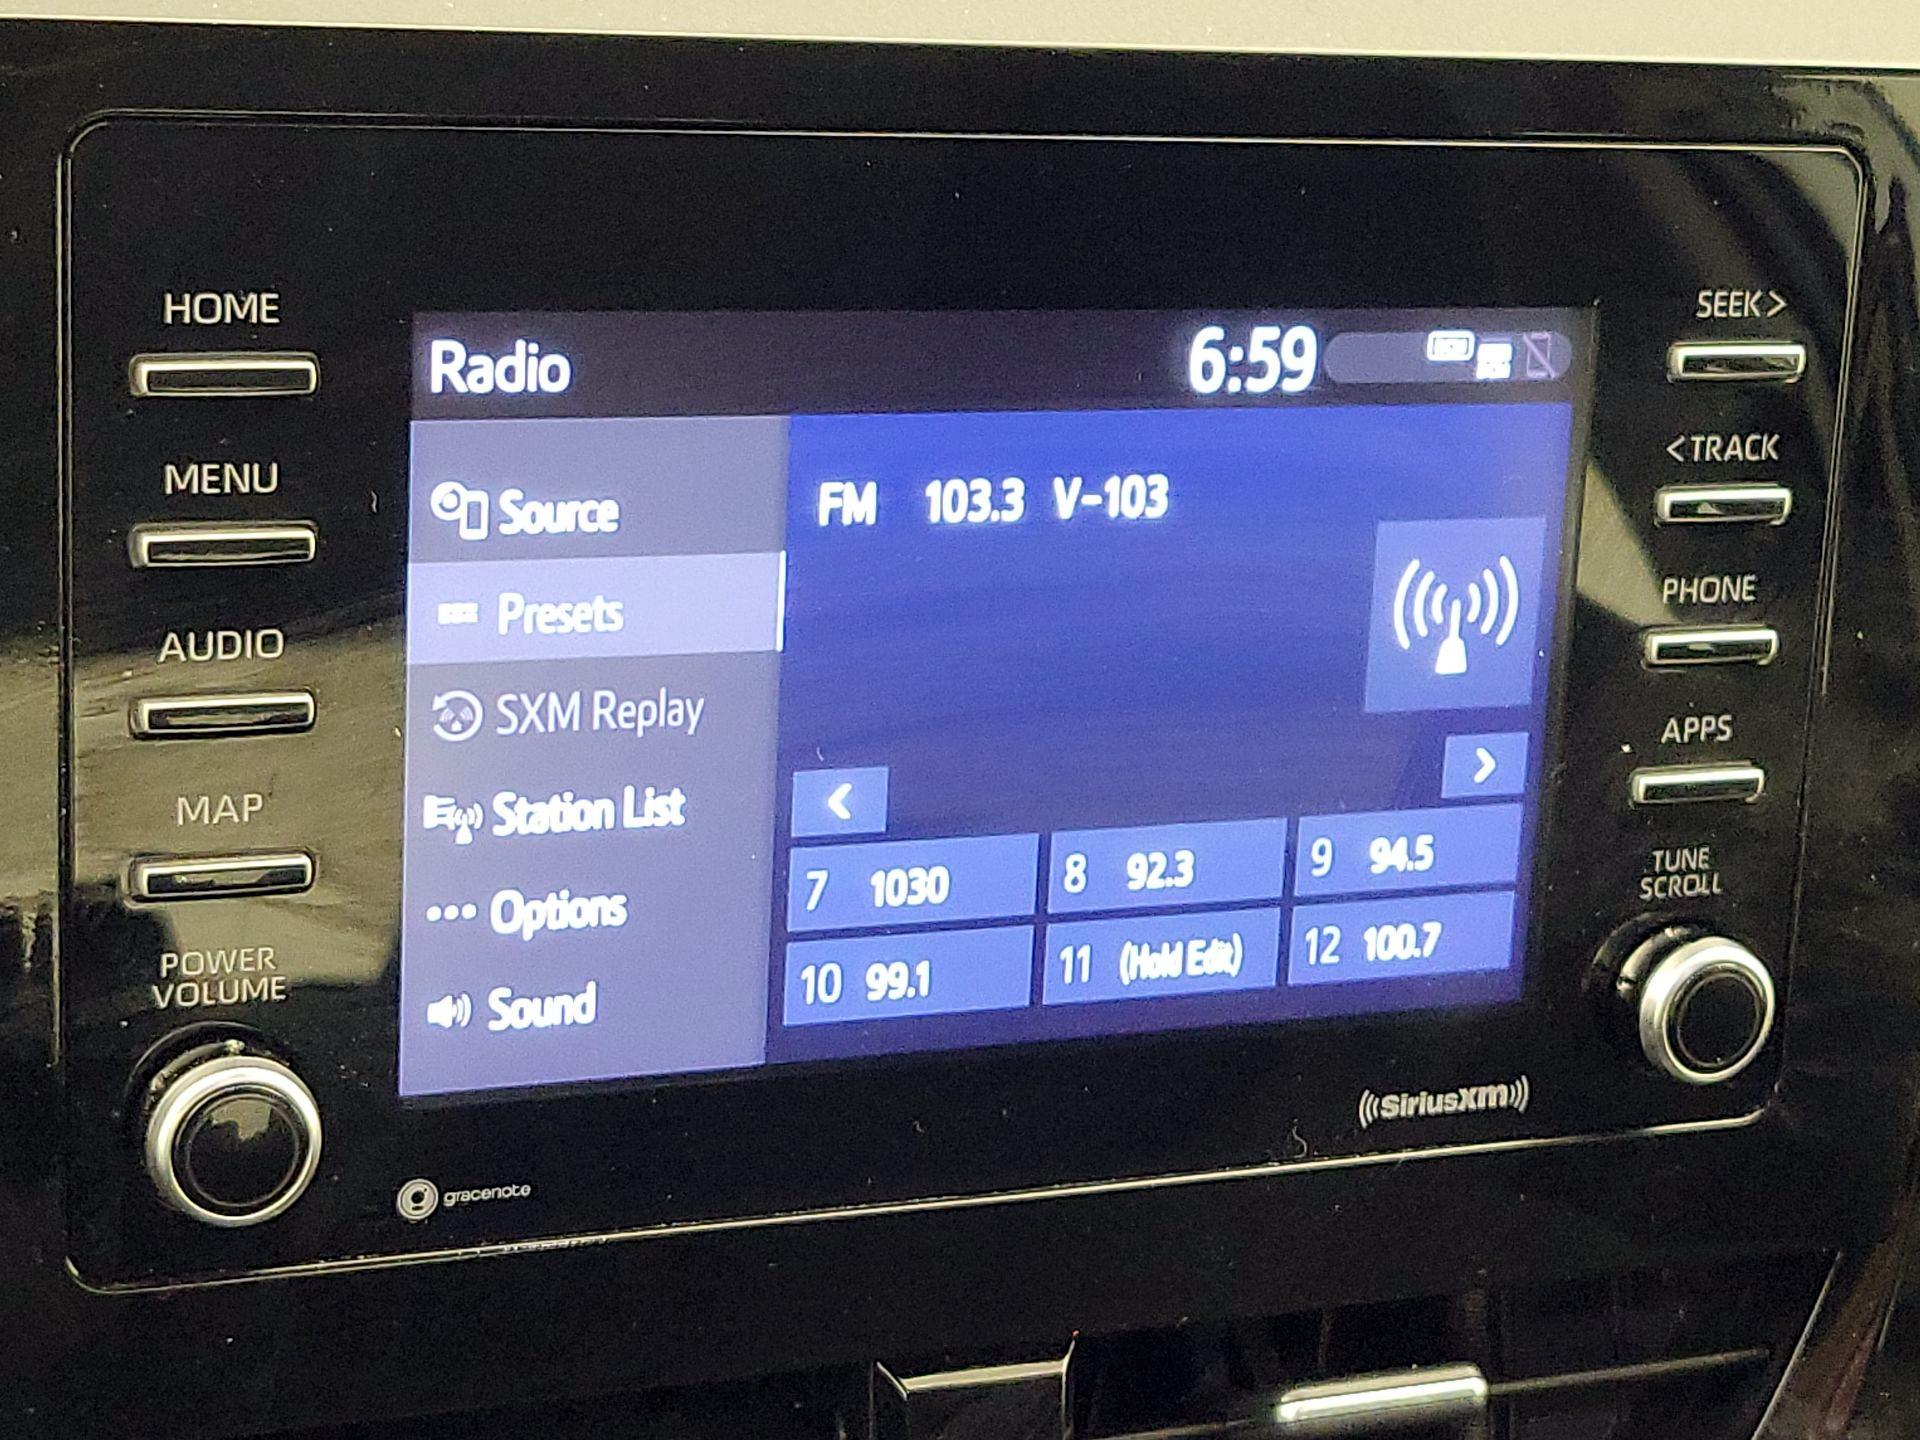 HOME
MENU
AUDIO
MAP
POWER
VOLUME
Radio
6:59
Source
Presets
SXM Replay
Station List
Options
Sound
FM 103.3 V-103
<
>
7 1030
8 92.3
9 94.5
10 99.1
11 (Hold Edit)
12 100.7
SEEK >
< TRACK
PHONE
APPS
TUNE
SCROLL
gracenote
SiriusXM